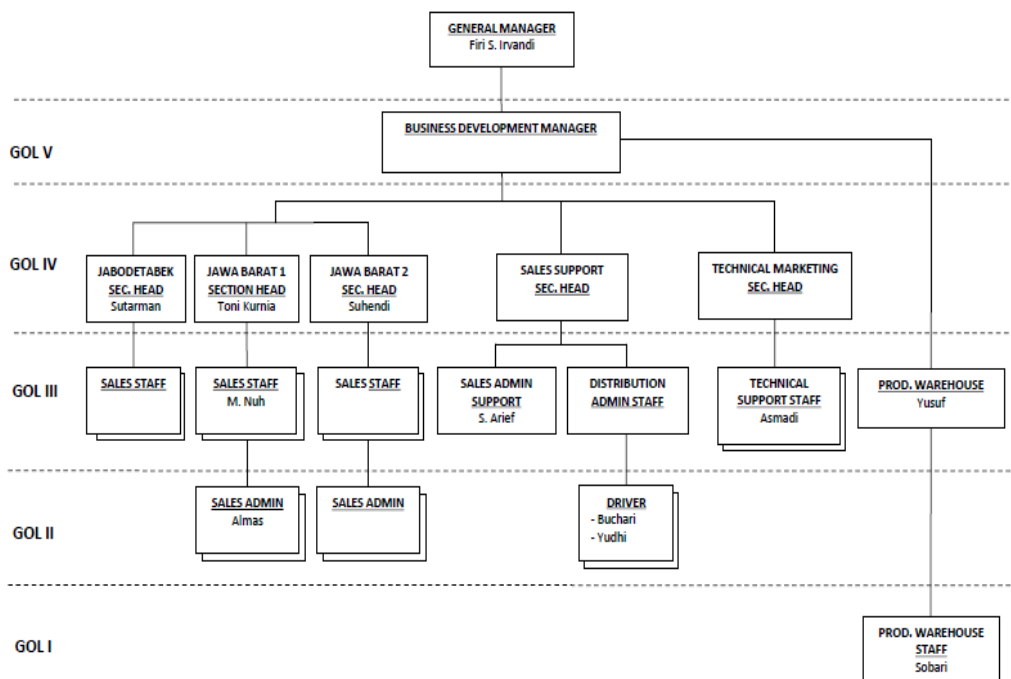 GENERAL MANAGER
Firi S. Irvandi
BUSINESS DEVELOPMENT MANAGER
GOL V
GOL IV
JABODETABEK
SEC. HEAD
Sutarman
JAWA BARAT 1
SECTION HEAD
Toni Kurnia
JAWA BARAT 2
SEC. HEAD
Suhendi
SALES SUPPORT
SEC. HEAD
TECHNICAL MARKETING
SEC. HEAD
GOL III
SALES STAFF
SALES STAFF
M. Nuh
SALES STAFF
SALES ADMIN
SUPPORT
S. Arief
DISTRIBUTION
ADMIN STAFF
TECHNICAL
SUPPORT STAFF
Asmadi
PROD. WAREHOUSE
Yusuf
GOL II
SALES ADMIN
Almas
SALES ADMIN
DRIVER
- Buchari
- Yudhi
GOL I
PROD. WAREHOUSE
STAFF
Sobari